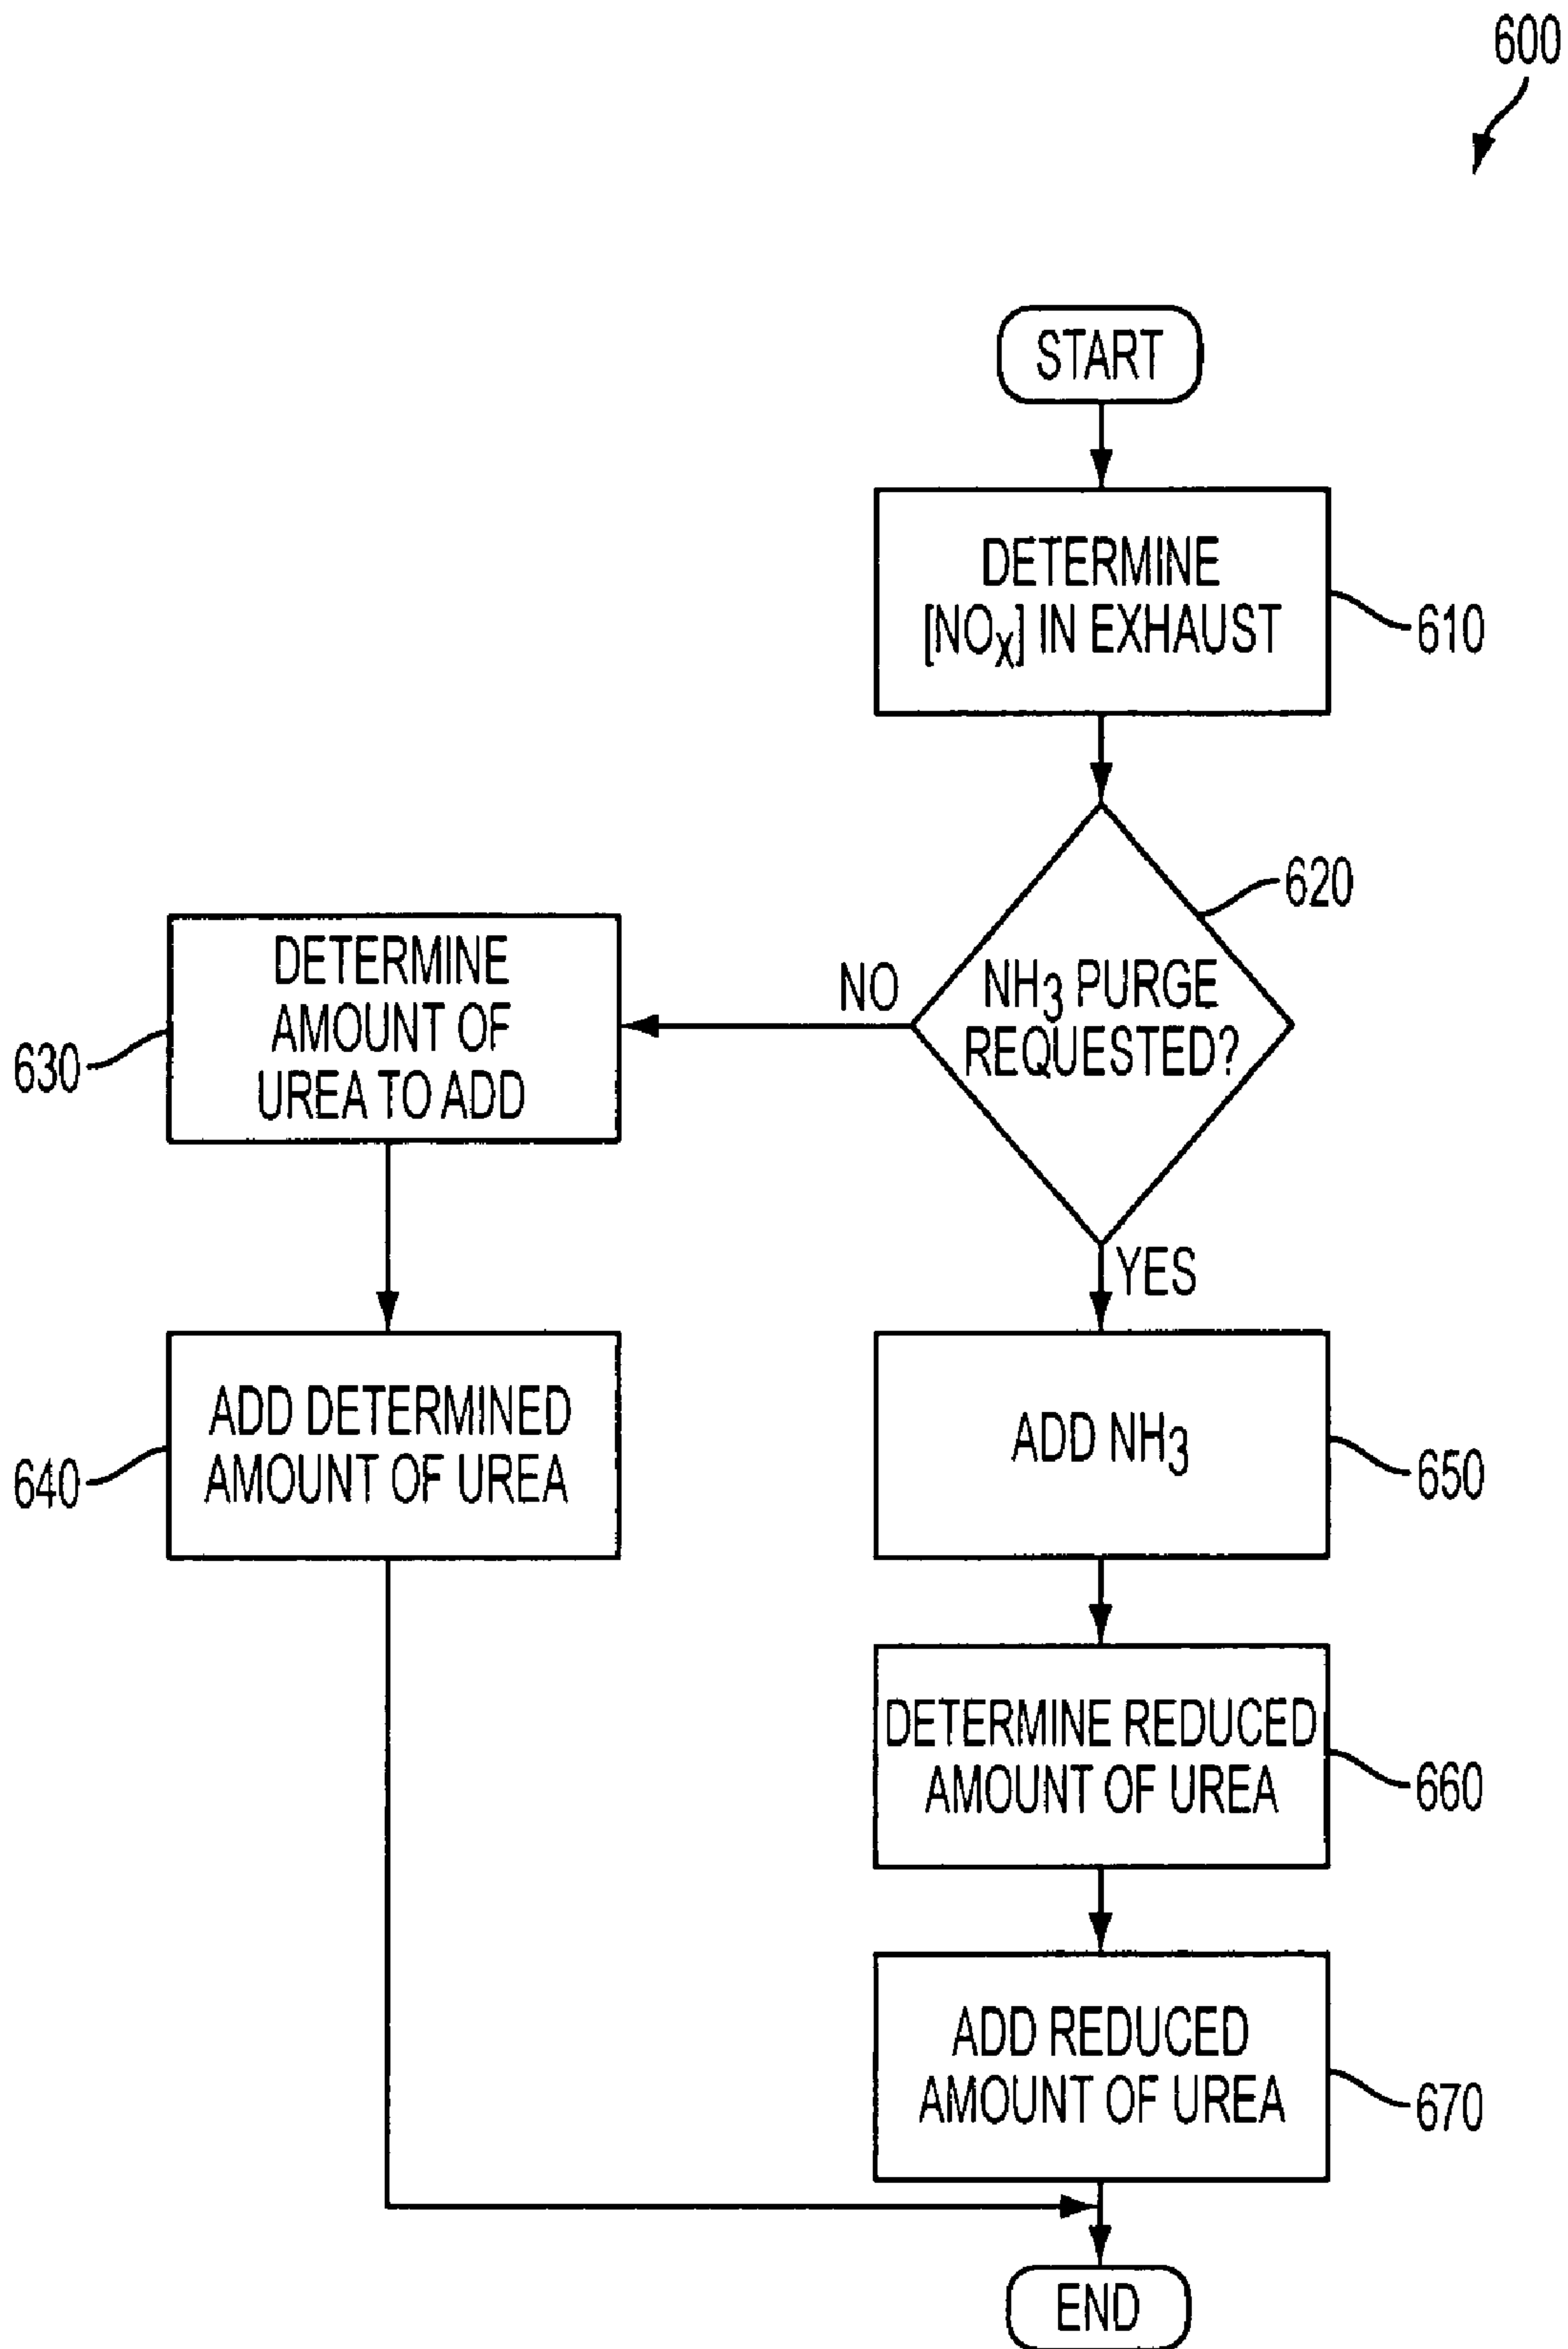 600
START
DETERMINE
[NOX] IN EXHAUST
610
620
NH3 PURGE
REQUESTED?
NO
YES
DETERMINE
AMOUNT OF
UREA TO ADD
630
ADD DETERMINED
AMOUNT OF UREA
640
ADD NH3
650
DETERMINE REDUCED
AMOUNT OF UREA
660
ADD REDUCED
AMOUNT OF UREA
670
END